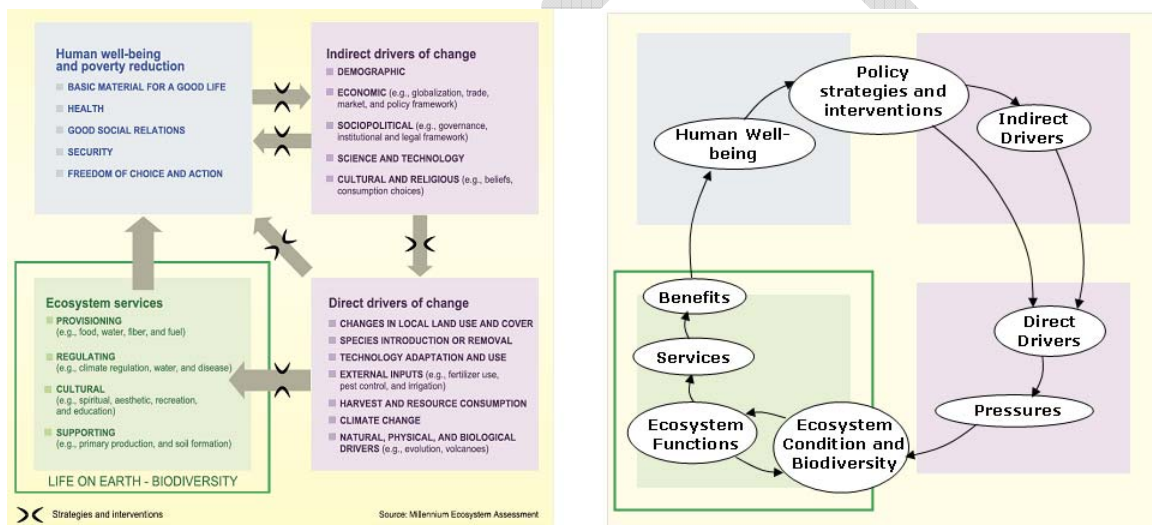 Human well-being
and poverty reduction
BASIC MATERIAL FOR A GOOD LIFE
HEALTH
GOOD SOCIAL RELATIONS
SECURITY
FREEDOM OF CHOICE AND ACTION
Indirect drivers of change
DEMOGRAPHIC
ECONOMIC (e.g., globalization, trade,
market, and policy framework)
SOCIOPOLITICAL (e.g., governance,
institutional and legal framework)
SCIENCE AND TECHNOLOGY
CULTURAL AND RELIGIOUS (e.g., beliefs,
consumption choices)
Ecosystem services
PROVISIONING
(e.g., food, water, fiber, and fuel)
REGULATING
(e.g., climate regulation, water, and disease)
CULTURAL
(e.g., spiritual, aesthetic, recreation,
and education)
SUPPORTING
(e.g., primary production, and soil formation)
LIFE ON EARTH - BIODIVERSITY
Direct drivers of change
CHANGES IN LOCAL LAND USE AND COVER
SPECIES INTRODUCTION OR REMOVAL
TECHNOLOGY ADAPTATION AND USE
EXTERNAL INPUTS (e.g., fertilizer use,
pest control, and irrigation)
HARVEST AND RESOURCE CONSUMPTION
CLIMATE CHANGE
NATURAL, PHYSICAL, AND BIOLOGICAL
DRIVERS (e.g., evolution, volcanoes)
Strategies and interventions
Source: Millennium Ecosystem Assessment
Policy
strategies and
interventions
Human Well-
being
Indirect
Drivers
Benefits
Services
Direct
Drivers
Pressures
Ecosystem
Functions
Ecosystem
Condition and
Biodiversity